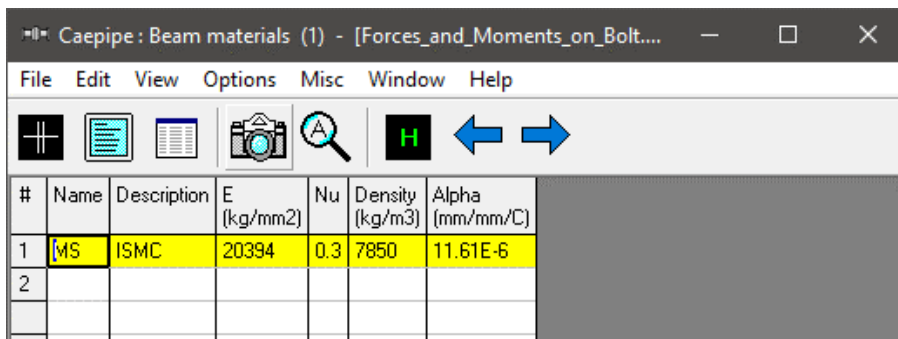 Caepipe : Beam materials (1) - [Forces_and_Moments_on_Bolt....
File Edit View Options Misc Window Help
A H
# Name Description E (kg/mm2) Nu Density (kg/m3) Alpha (mm/mm/C)
1 MS ISMC 20394 0.3 7850 11.61E-6
2